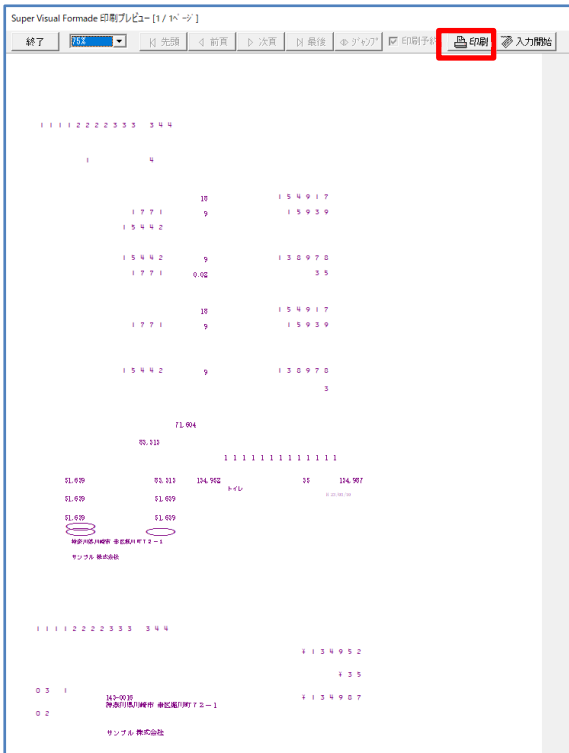 Super Visual Formade 印刷プレビュー [1 / 1ページ]
終了 75% 先頭 前頁 次頁 最後 ジャンプ 印刷予約 印刷 入力開始
1 1 1 1 2 2 2 2 3 3 3 3 4 4
1 4
18 1 5 4 9 1 7
1 7 7 1 9 1 5 9 3 9
1 5 4 4 2
1 5 4 4 2 9 1 3 8 9 7 8
1 7 7 1 0.02 3 5
18 1 5 4 9 1 7
1 7 7 1 9 1 5 9 3 9
1 5 4 4 2 9 1 3 8 9 7 8
3
71,604
83,313
1 1 1 1 1 1 1 1 1 1 1 1 1
51,639 83,313 134,952 35 134,987
トイレ
51,639 51,639
51,639 51,639
神奈川県川崎市 幸区堀川町７２－１
サンプル 株式会社
1 1 1 1 2 2 2 2 3 3 3 3 4 4
¥ 1 3 4 9 5 2
¥ 3 5
0 3 1
143-0016
¥ 1 3 4 9 8 7
神奈川県川崎市 幸区堀川町７２－１
0 2
サンプル 株式会社